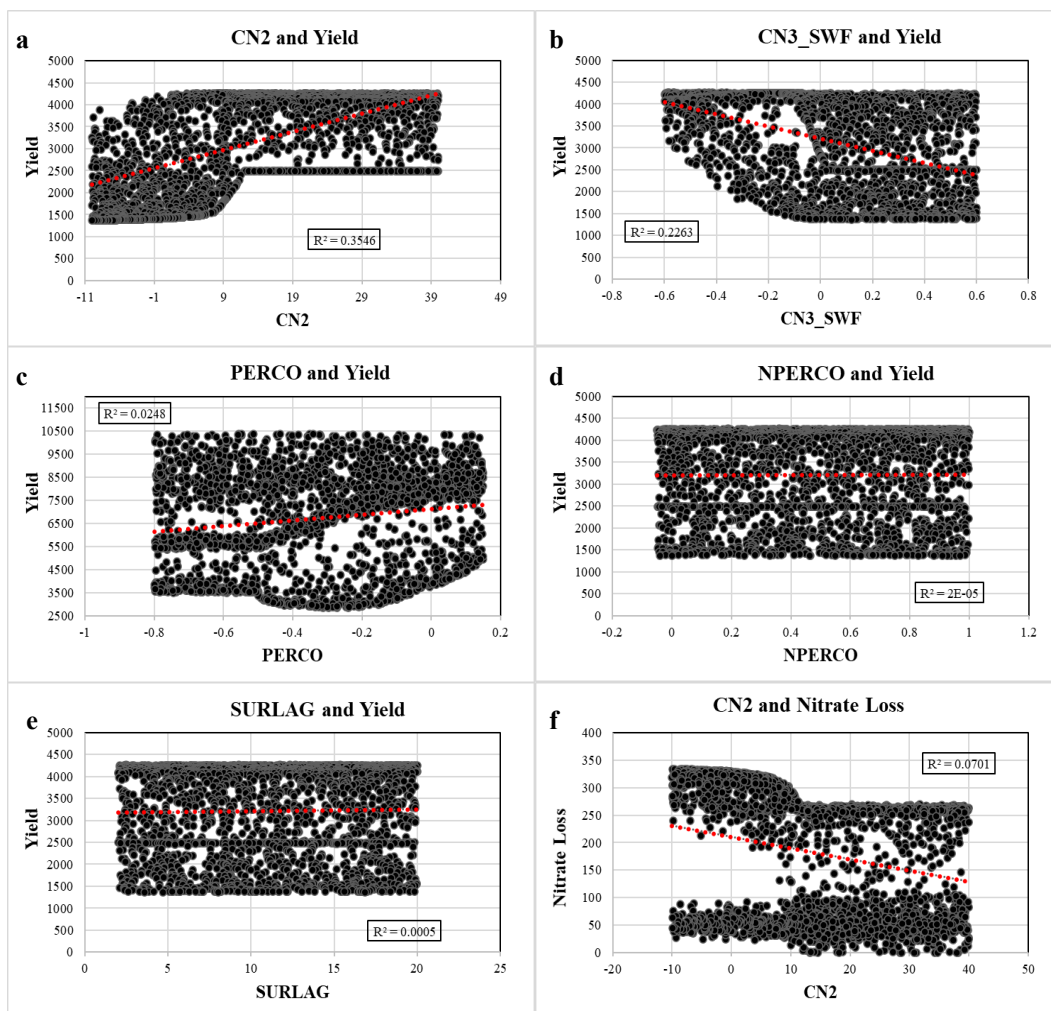 a
CN2 and Yield
5000
4500
4000
3500
3000
2500
2000
1500
1000
500
0
Yield
R² = 0.3546
-11 -1 9 19 29 39 49
CN2
b
CN3_SWF and Yield
5000
4500
4000
3500
3000
2500
2000
1500
1000
500
0
Yield
R² = 0.2263
-0.8 -0.6 -0.4 -0.2 0 0.2 0.4 0.6 0.8
CN3_SWF
c
PERCO and Yield
11500
10500
9500
8500
7500
6500
5500
4500
3500
2500
Yield
R² = 0.0248
-1 -0.8 -0.6 -0.4 -0.2 0 0.2
PERCO
d
NPERCO and Yield
5000
4500
4000
3500
3000
2500
2000
1500
1000
500
0
Yield
R² = 2E-05
-0.2 0 0.2 0.4 0.6 0.8 1 1.2
NPERCO
e
SURLAG and Yield
5000
4500
4000
3500
3000
2500
2000
1500
1000
500
0
Yield
R² = 0.0005
0 5 10 15 20 25
SURLAG
f
CN2 and Nitrate Loss
400
350
300
250
200
150
100
50
0
Nitrate Loss
R² = 0.0701
-20 -10 0 10 20 30 40 50
CN2